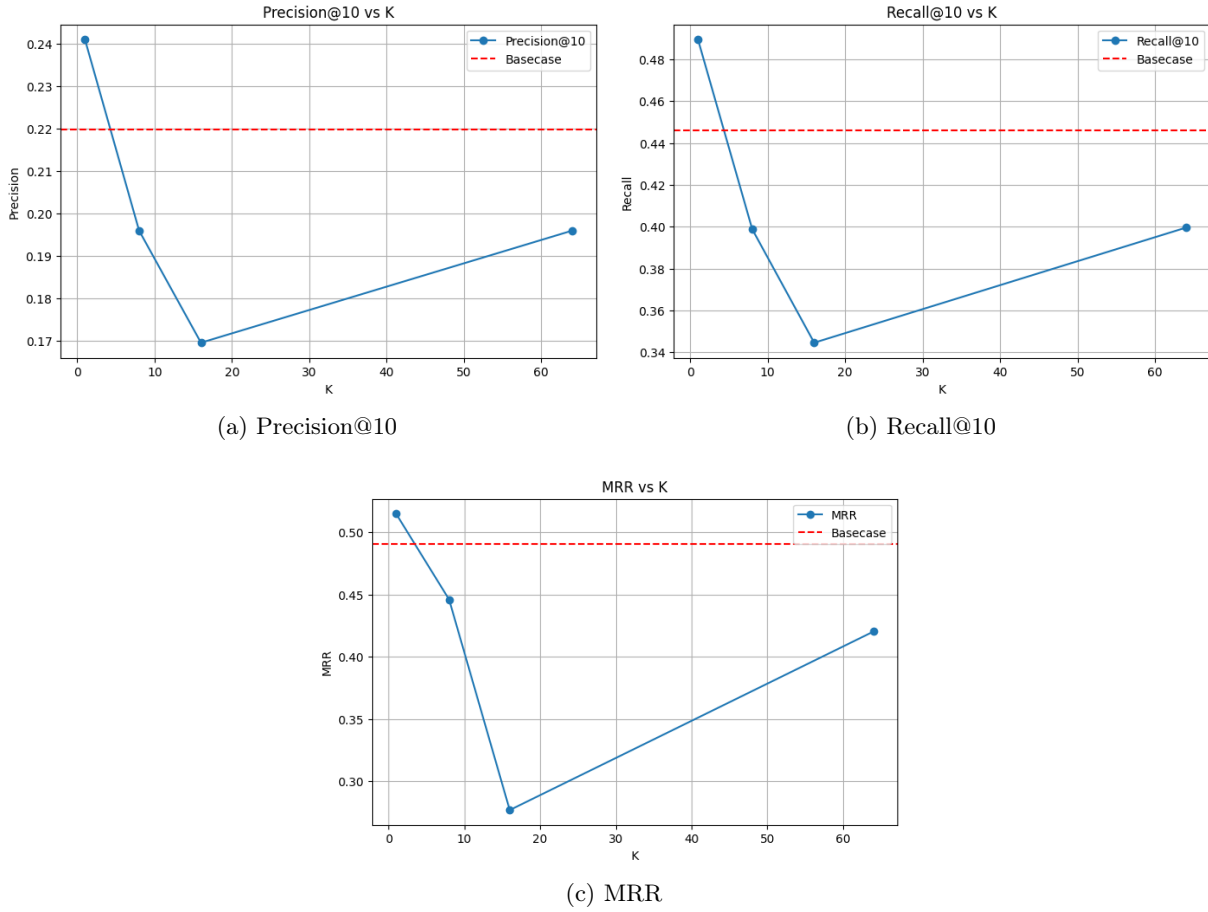 Precision@10 vs K
Precision@10
Basecase
Precision
0.24
0.23
0.22
0.21
0.20
0.19
0.18
0.17
0 10 20 30 40 50 60
K
(a) Precision@10
Recall@10 vs K
Recall@10
Basecase
Recall
0.48
0.46
0.44
0.42
0.40
0.38
0.36
0.34
0 10 20 30 40 50 60
K
(b) Recall@10
MRR vs K
MRR
Basecase
MRR
0.50
0.45
0.40
0.35
0.30
0 10 20 30 40 50 60
K
(c) MRR